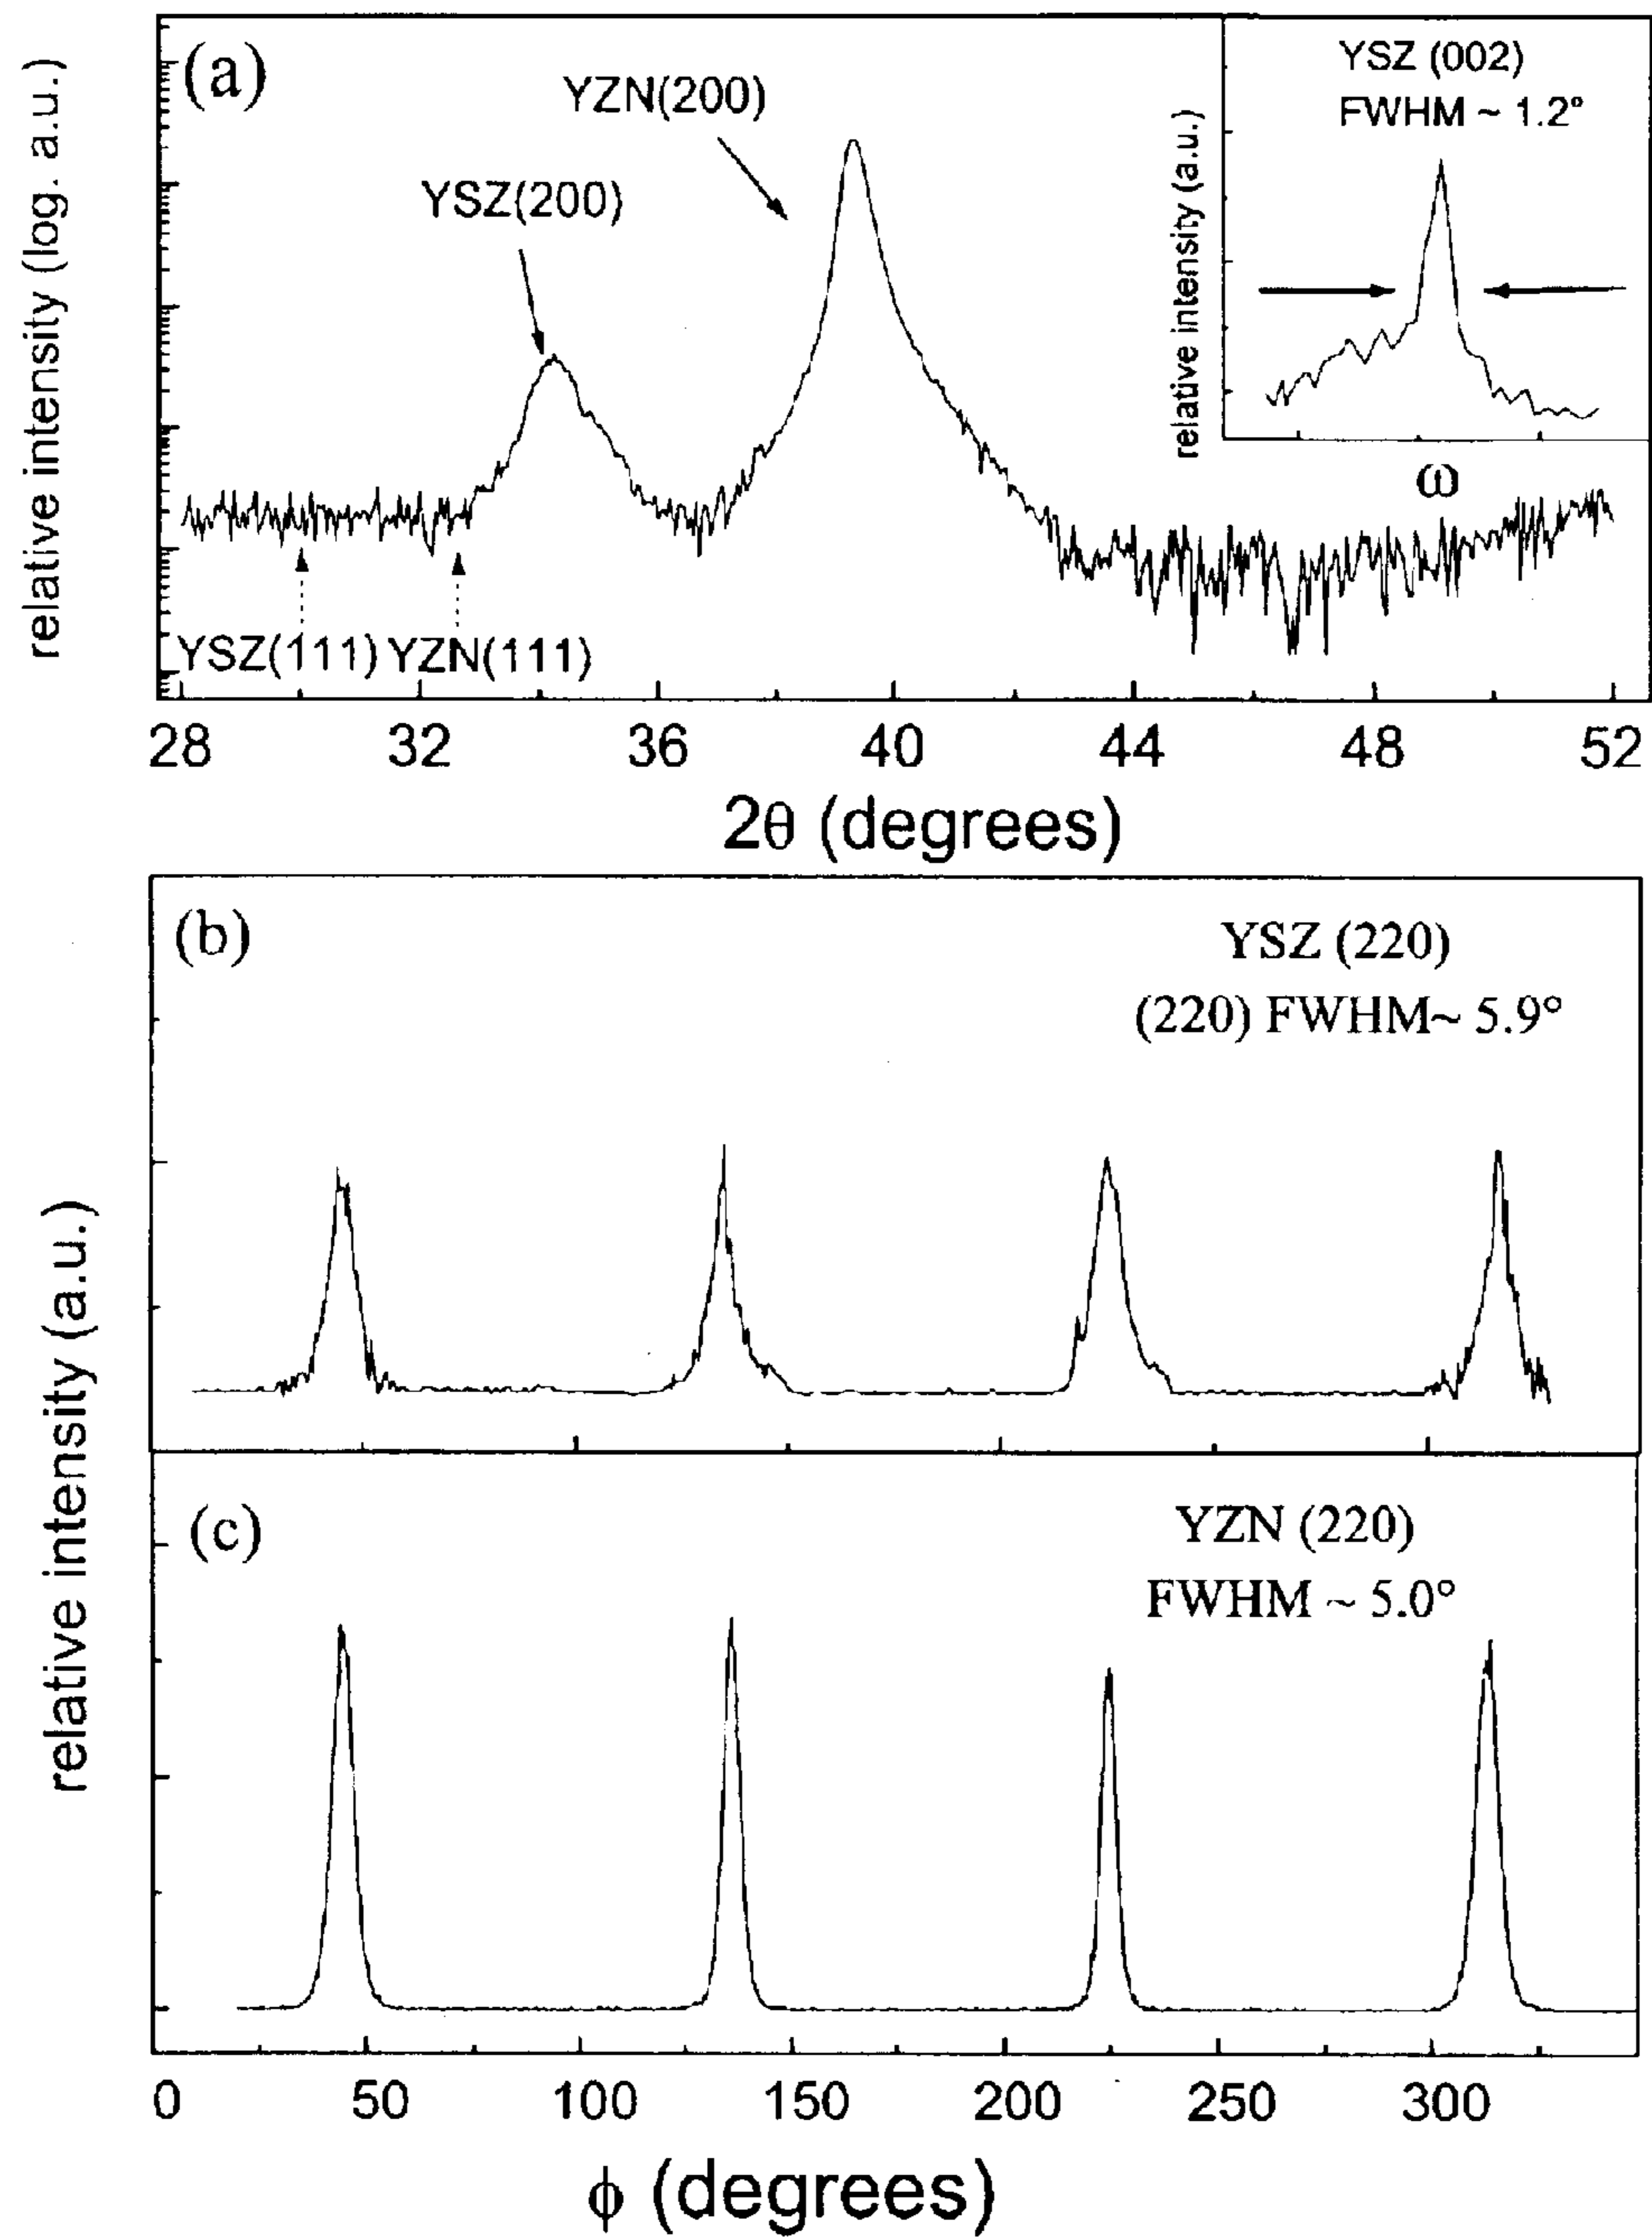 (a)
relative intensity (log. a.u.)
YZN(200)
YSZ(200)
YSZ(111) YZN(111)
YSZ (002)
FWHM ~ 1.2°
relative intensity (a.u.)
ω
28 32 36 40 44 48 52
2θ (degrees)
relative intensity (a.u.)
(b)
YSZ (220)
(220) FWHM~ 5.9°
(c)
YZN (220)
FWHM ~ 5.0°
0 50 100 150 200 250 300
ϕ (degrees)